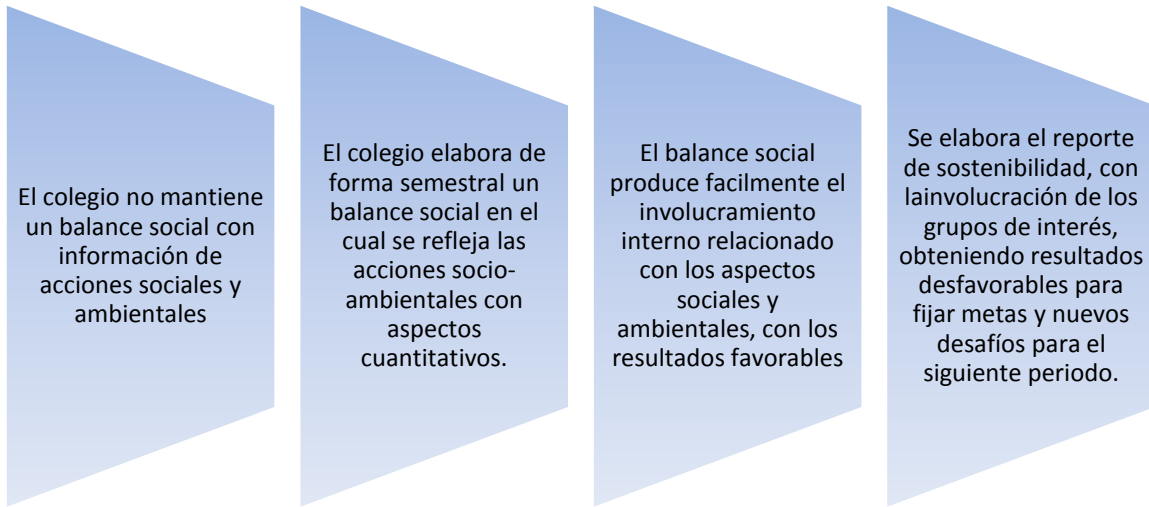 El colegio no mantiene
un balance social con
información de
acciones sociales y
ambientales
El colegio elabora de
forma semestral un
balance social en el
cual se refleja las
acciones socio-
ambientales con
aspectos
cuantitativos.
El balance social
produce facilmente el
involucramiento
interno relacionado
con los aspectos
sociales y
ambientales, con los
resultados favorables
Se elabora el reporte
de sostenibilidad, con
lainvolucración de los
grupos de interés,
obteniendo resultados
desfavorables para
fijar metas y nuevos
desafíos para el
siguiente periodo.